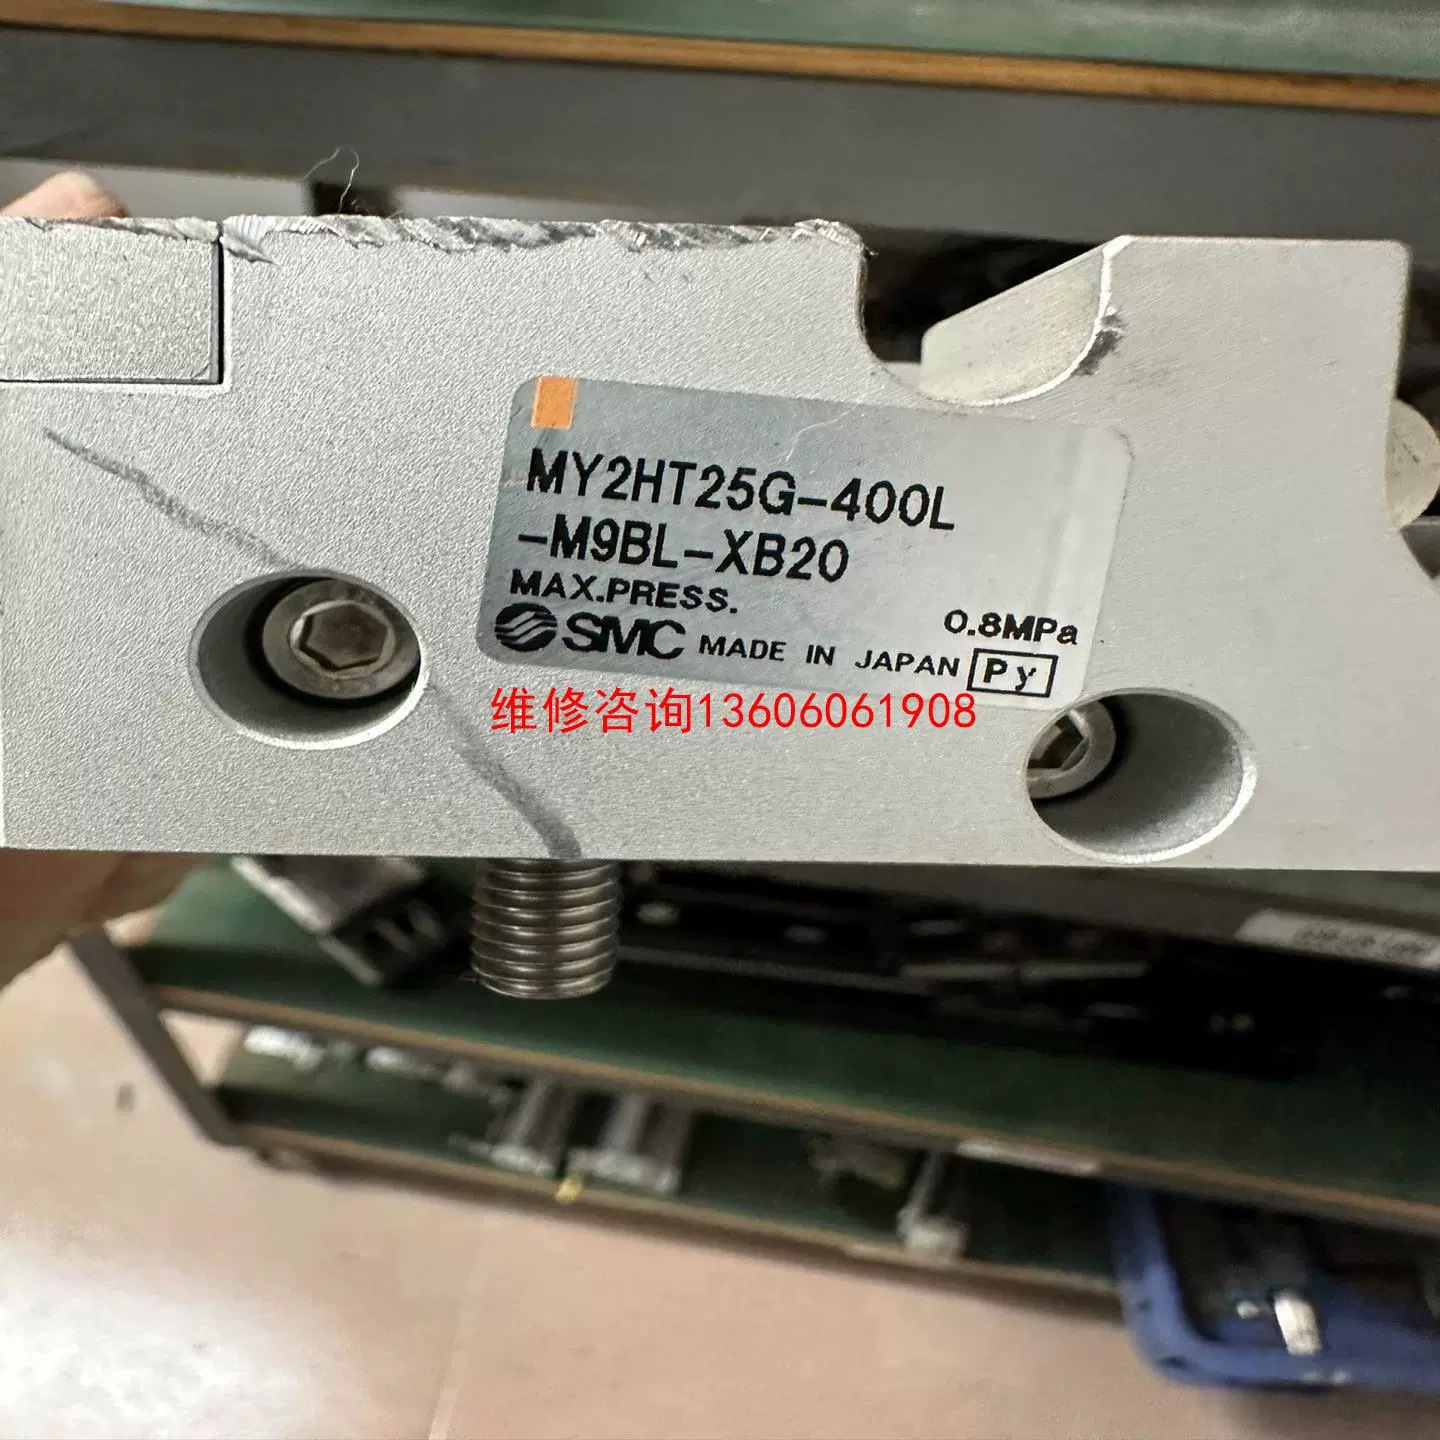 MY2HT25G-400L
-M9BL-XB20
MAX.PRESS. 0.8MPa
SMC MADE IN JAPAN Py
维修咨询13606061908